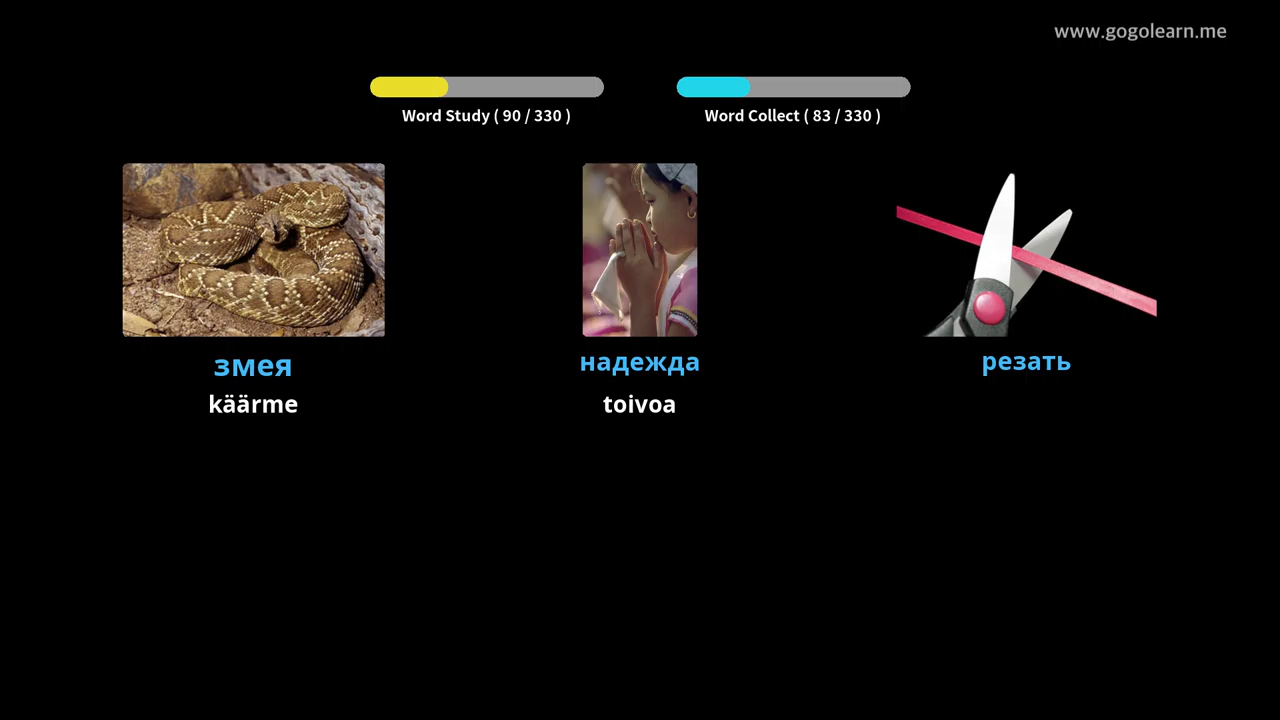 www.gogolearn.me
Word Study ( 90 / 330 )
Word Collect ( 83 / 330 )
змея
надежда
резать
käärme
toivoa